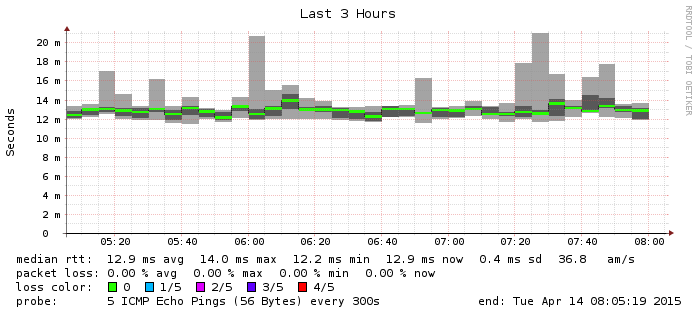 Last 3 Hours
RRDTOOL / TOBI OETIKER
Seconds
20 m
18 m
16 m
14 m
12 m
10 m
8 m
6 m
4 m
2 m
0
05:20 05:40 06:00 06:20 06:40 07:00 07:20 07:40 08:00
median rtt: 12.9 ms avg 14.0 ms max 12.2 ms min 12.9 ms now 0.4 ms sd 36.8 am/s
packet loss: 0.00 % avg 0.00 % max 0.00 % min 0.00 % now
loss color: 0 1/5 2/5 3/5 4/5
probe: 5 ICMP Echo Pings (56 Bytes) every 300s end: Tue Apr 14 08:05:19 2015